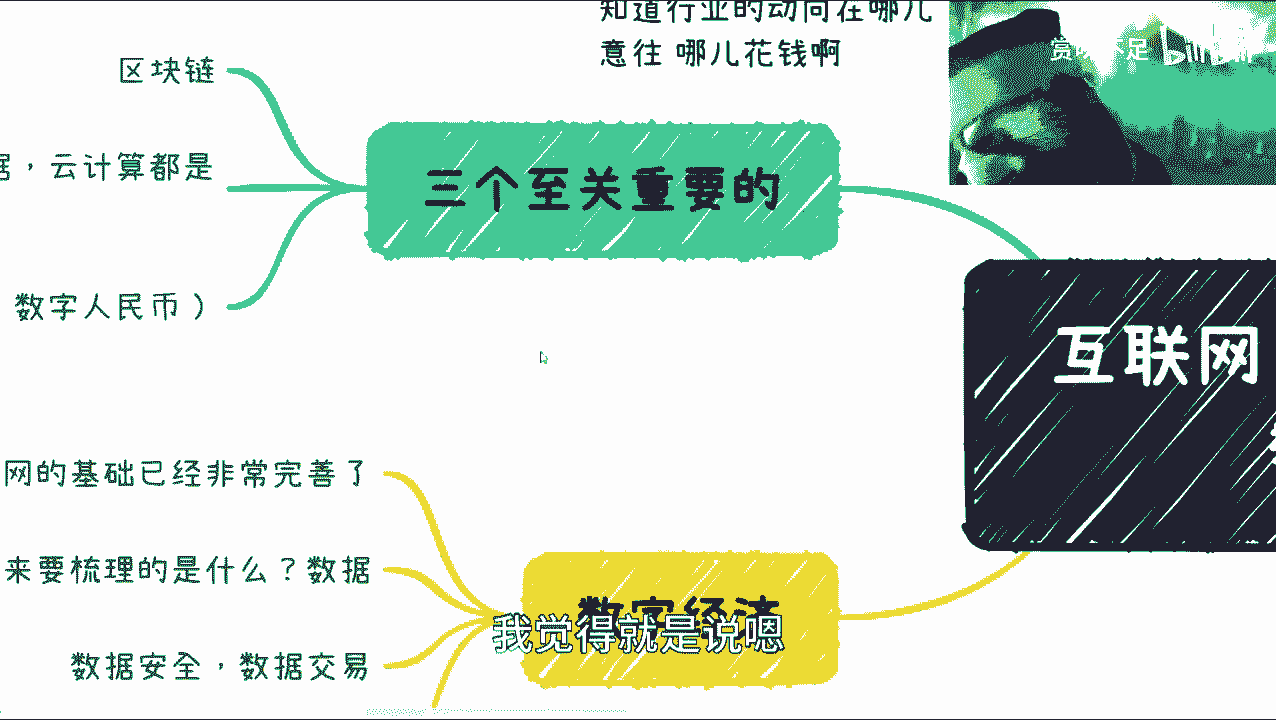 知道行业的动向在哪儿
意往 哪儿花钱啊
区块链
据，云计算都是
三个至关重要的
数字人民币）
互联网
网的基础已经非常完善了
来要梳理的是什么？数据
数字经济
我觉得就是说嗯
数据安全，数据交易
bilibili